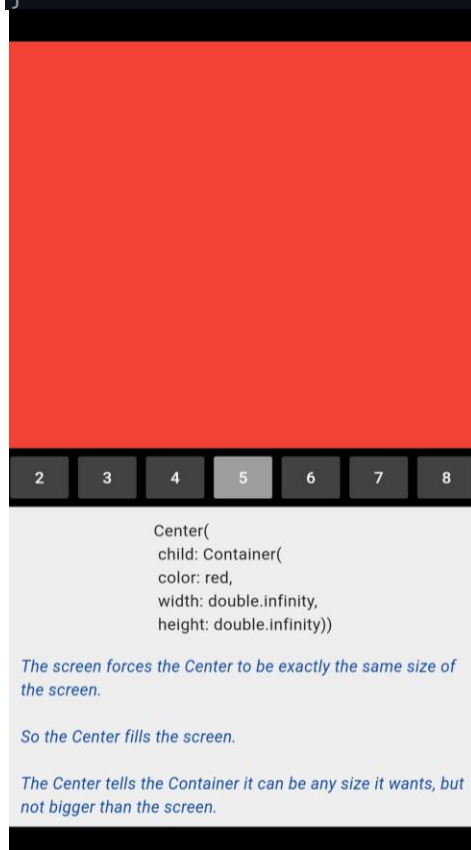 2 3 4 5 6 7 8
Center(
child: Container(
color: red,
width: double.infinity,
height: double.infinity))
The screen forces the Center to be exactly the same size of
the screen.
So the Center fills the screen.
The Center tells the Container it can be any size it wants, but
not bigger than the screen.